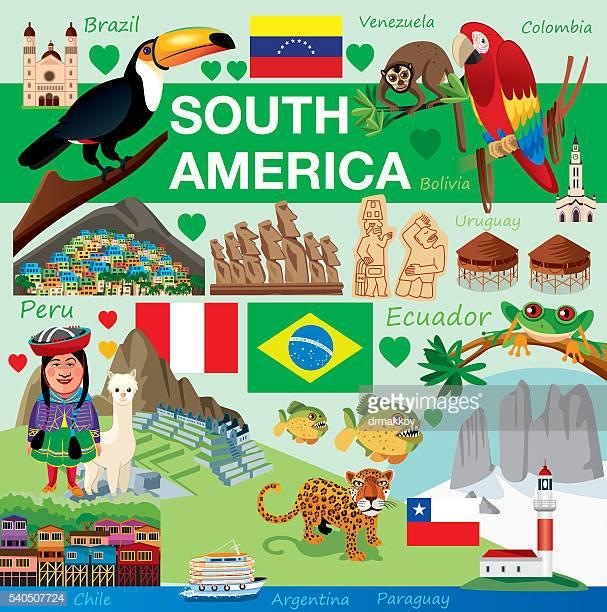 Brazil
Venezuela
Colombia
SOUTH
AMERICA
Bolivia
Uruguay
Peru
Ecuador
gettyimages
drmakkoy
Chile
Argentina
Paraguay
540507724